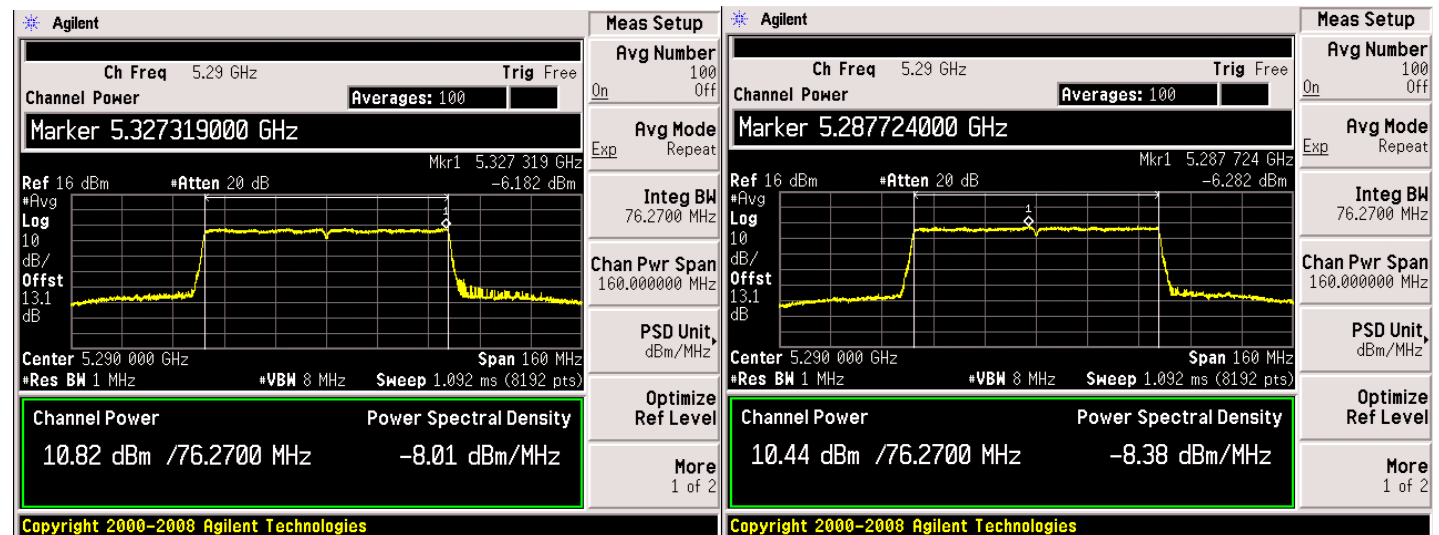 Agilent
Meas Setup
Ch Freq 5.29 GHz Trig Free
Channel Power Averages: 100
Marker 5.327319000 GHz
Mkr1 5.327 319 GHz
Ref 16 dBm #Atten 20 dB -6.182 dBm
#Avg
Log
10
dB/
Offst
13.1
dB
1
Center 5.290 000 GHz Span 160 MHz
#Res BW 1 MHz #VBW 8 MHz Sweep 1.092 ms (8192 pts)
Channel Power Power Spectral Density
10.82 dBm /76.2700 MHz -8.01 dBm/MHz
Copyright 2000-2008 Agilent Technologies
Avg Number
100
On Off
Avg Mode
Exp Repeat
Integ BW
76.2700 MHz
Chan Pwr Span
160.000000 MHz
PSD Unit
dBm/MHz
Optimize
Ref Level
More
1 of 2
Agilent
Meas Setup
Ch Freq 5.29 GHz Trig Free
Channel Power Averages: 100
Marker 5.287724000 GHz
Mkr1 5.287 724 GHz
Ref 16 dBm #Atten 20 dB -6.282 dBm
#Avg
Log
10
dB/
Offst
13.1
dB
1
Center 5.290 000 GHz Span 160 MHz
#Res BW 1 MHz #VBW 8 MHz Sweep 1.092 ms (8192 pts)
Channel Power Power Spectral Density
10.44 dBm /76.2700 MHz -8.38 dBm/MHz
Copyright 2000-2008 Agilent Technologies
Avg Number
100
On Off
Avg Mode
Exp Repeat
Integ BW
76.2700 MHz
Chan Pwr Span
160.000000 MHz
PSD Unit
dBm/MHz
Optimize
Ref Level
More
1 of 2